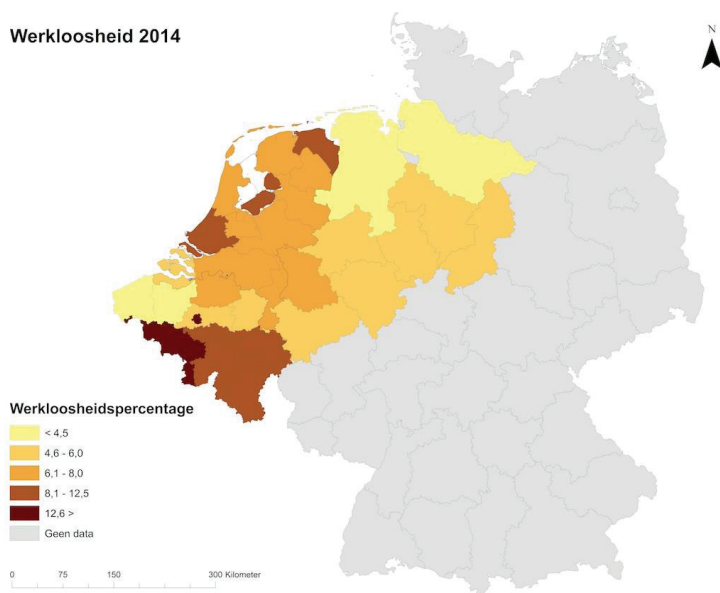 Werkloosheid 2014
N
Werkloosheidspercentage
< 4,5
4,6 - 6,0
6,1 - 8,0
8,1 - 12,5
12,6 >
Geen data
0 75 150 300 Kilometer